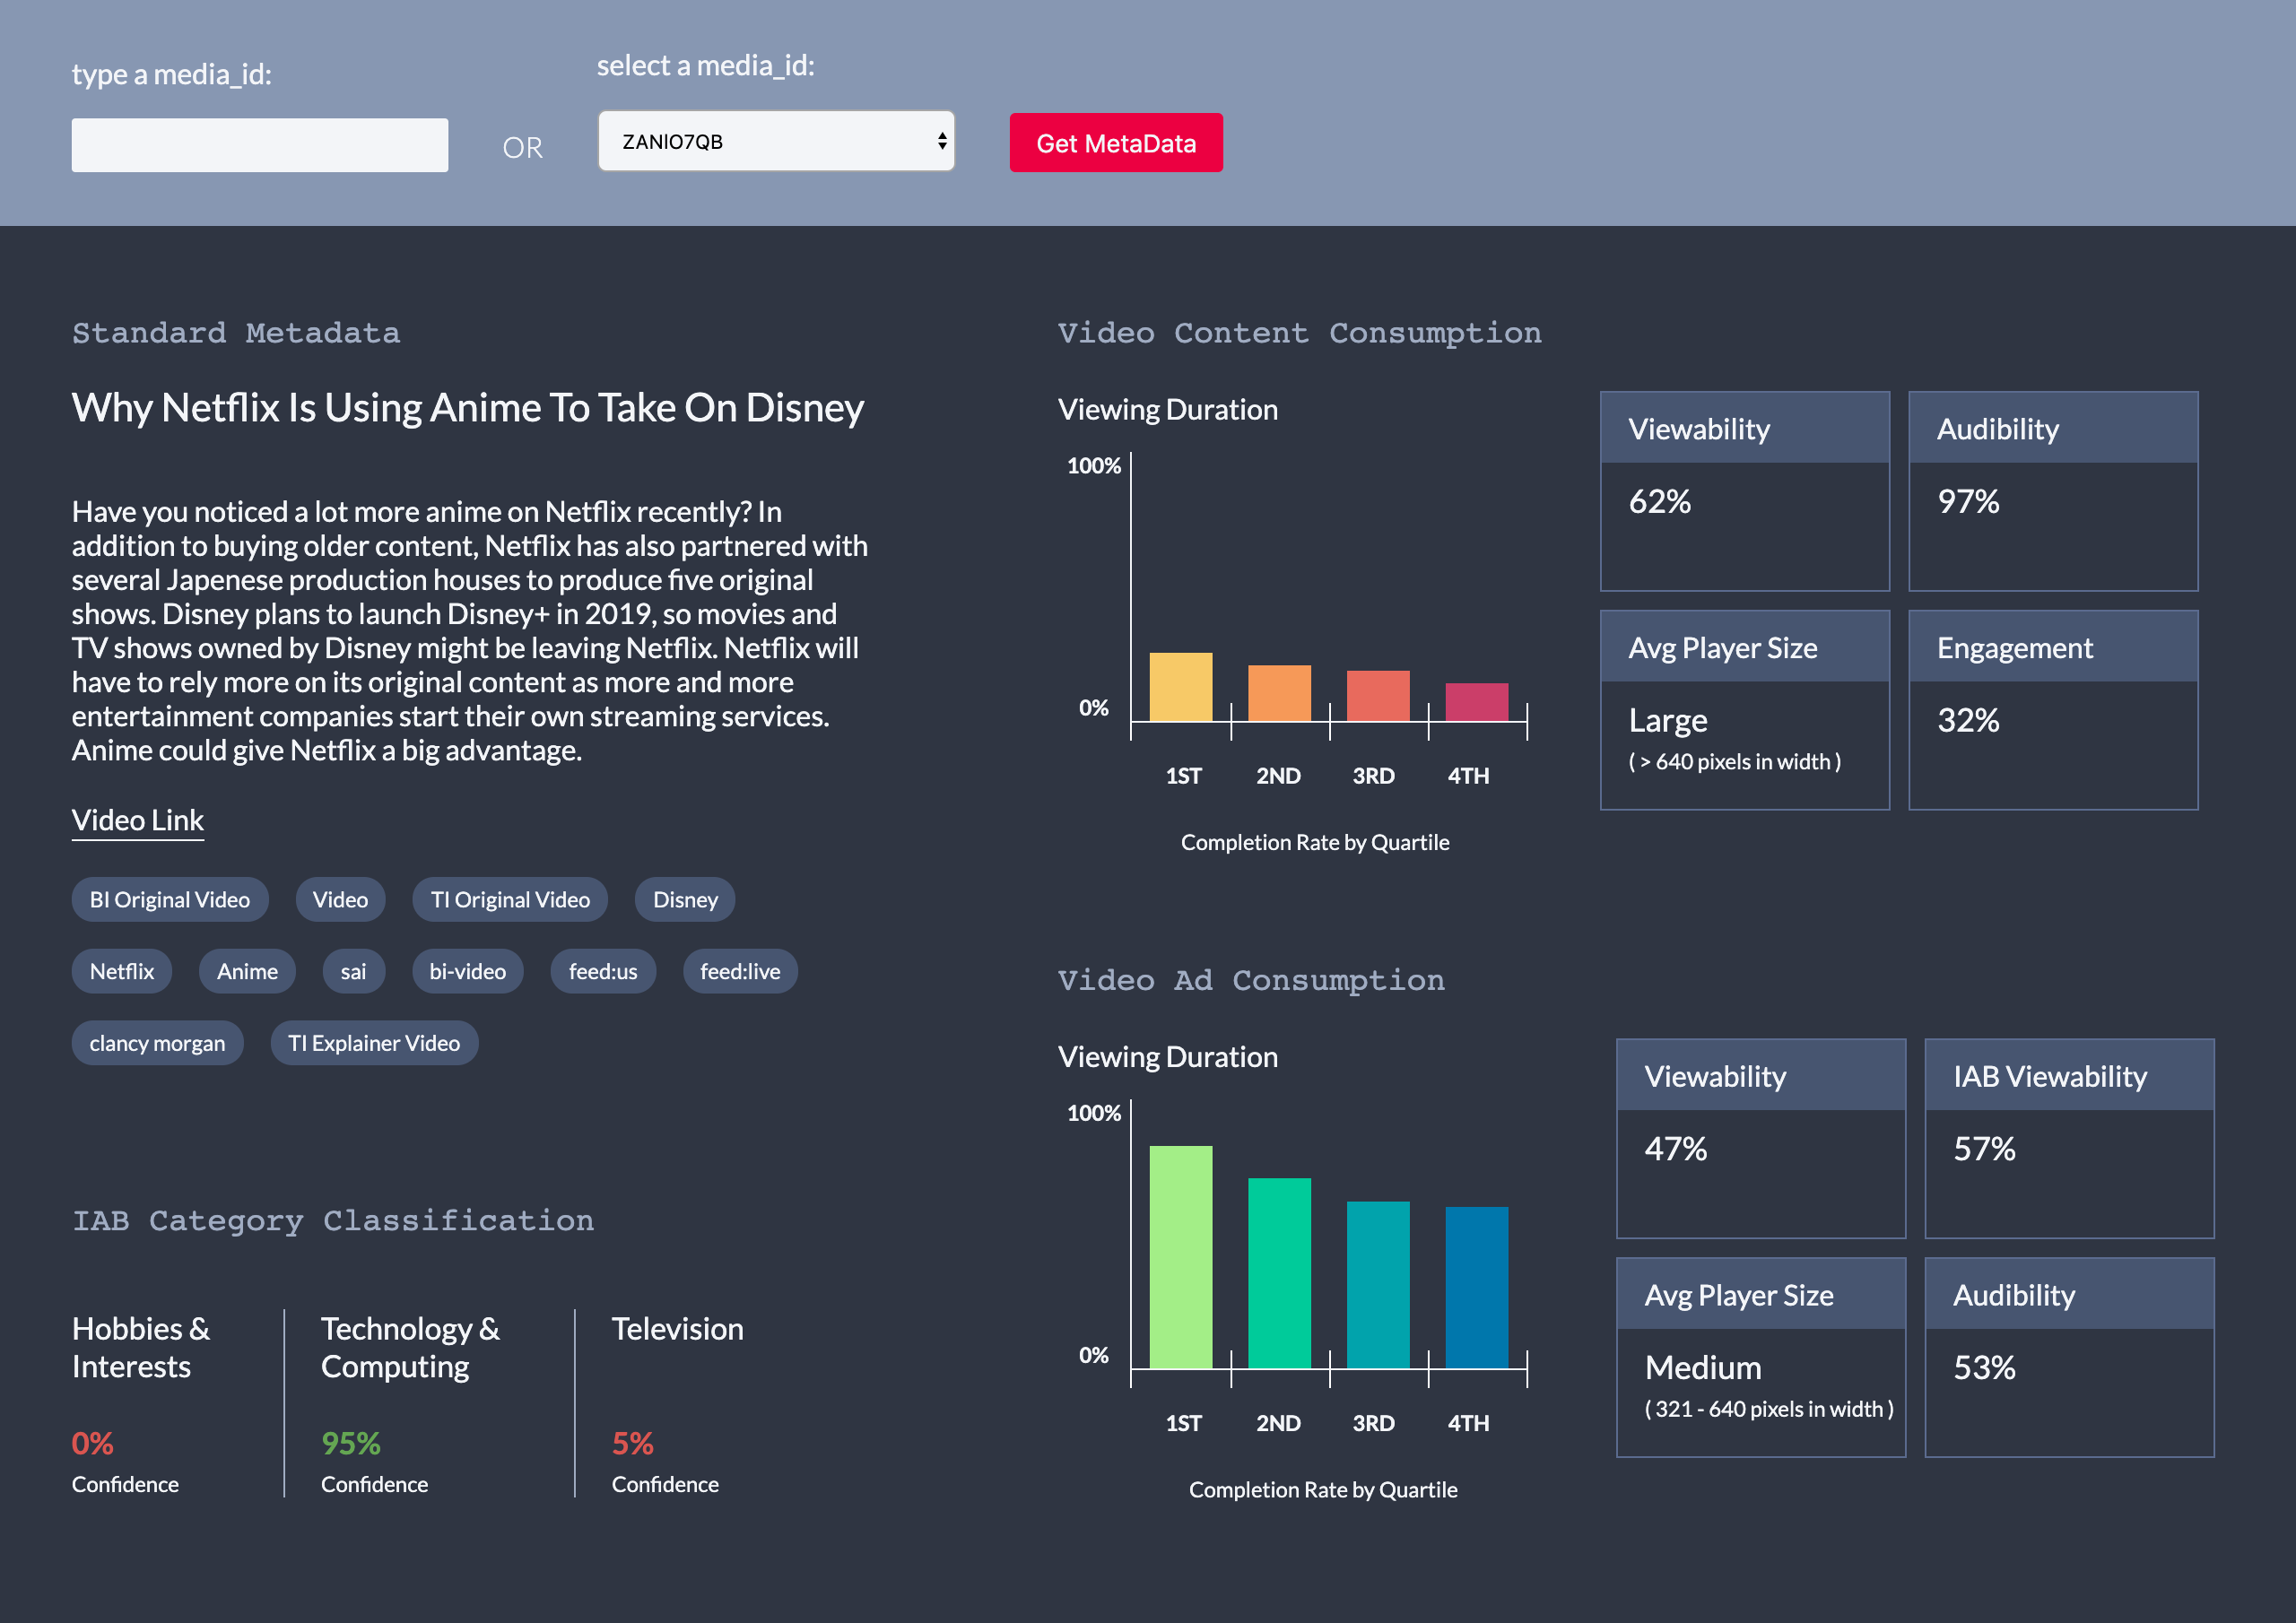 type a media_id:
select a media_id:
OR
ZANIO7QB
Get MetaData
Standard Metadata
Why Netflix Is Using Anime To Take On Disney
Have you noticed a lot more anime on Netflix recently? In
addition to buying older content, Netflix has also partnered with
several Japenese production houses to produce five original
shows. Disney plans to launch Disney+ in 2019, so movies and
TV shows owned by Disney might be leaving Netflix. Netflix will
have to rely more on its original content as more and more
entertainment companies start their own streaming services.
Anime could give Netflix a big advantage.
Video Link
BI Original Video Video TI Original Video Disney
Netflix Anime sai bi-video feed:us feed:live
clancy morgan TI Explainer Video
IAB Category Classification
Hobbies &
Interests
0%
Confidence
Technology &
Computing
95%
Confidence
Television
5%
Confidence
Video Content Consumption
Viewing Duration
100%
0%
1ST 2ND 3RD 4TH
Completion Rate by Quartile
Viewability
62%
Audibility
97%
Avg Player Size
Large
( > 640 pixels in width )
Engagement
32%
Video Ad Consumption
Viewing Duration
100%
0%
1ST 2ND 3RD 4TH
Completion Rate by Quartile
Viewability
47%
IAB Viewability
57%
Avg Player Size
Medium
( 321 - 640 pixels in width )
Audibility
53%